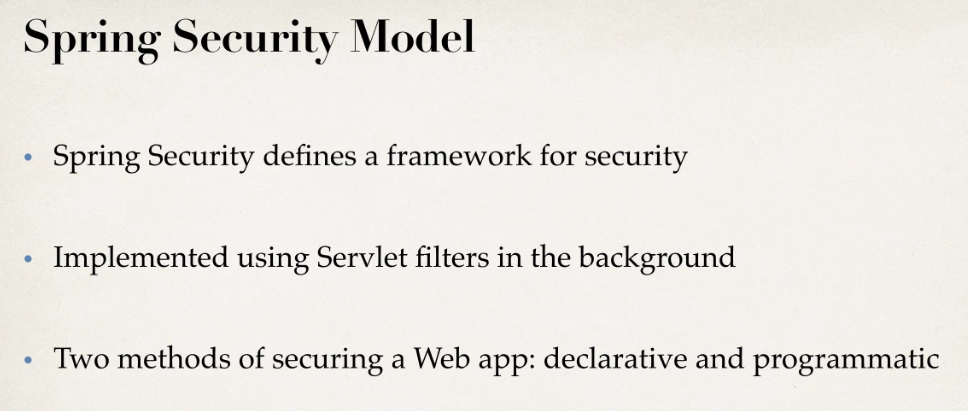 Spring Security Model
• Spring Security defines a framework for security
• Implemented using Servlet filters in the background
• Two methods of securing a Web app: declarative and programmatic